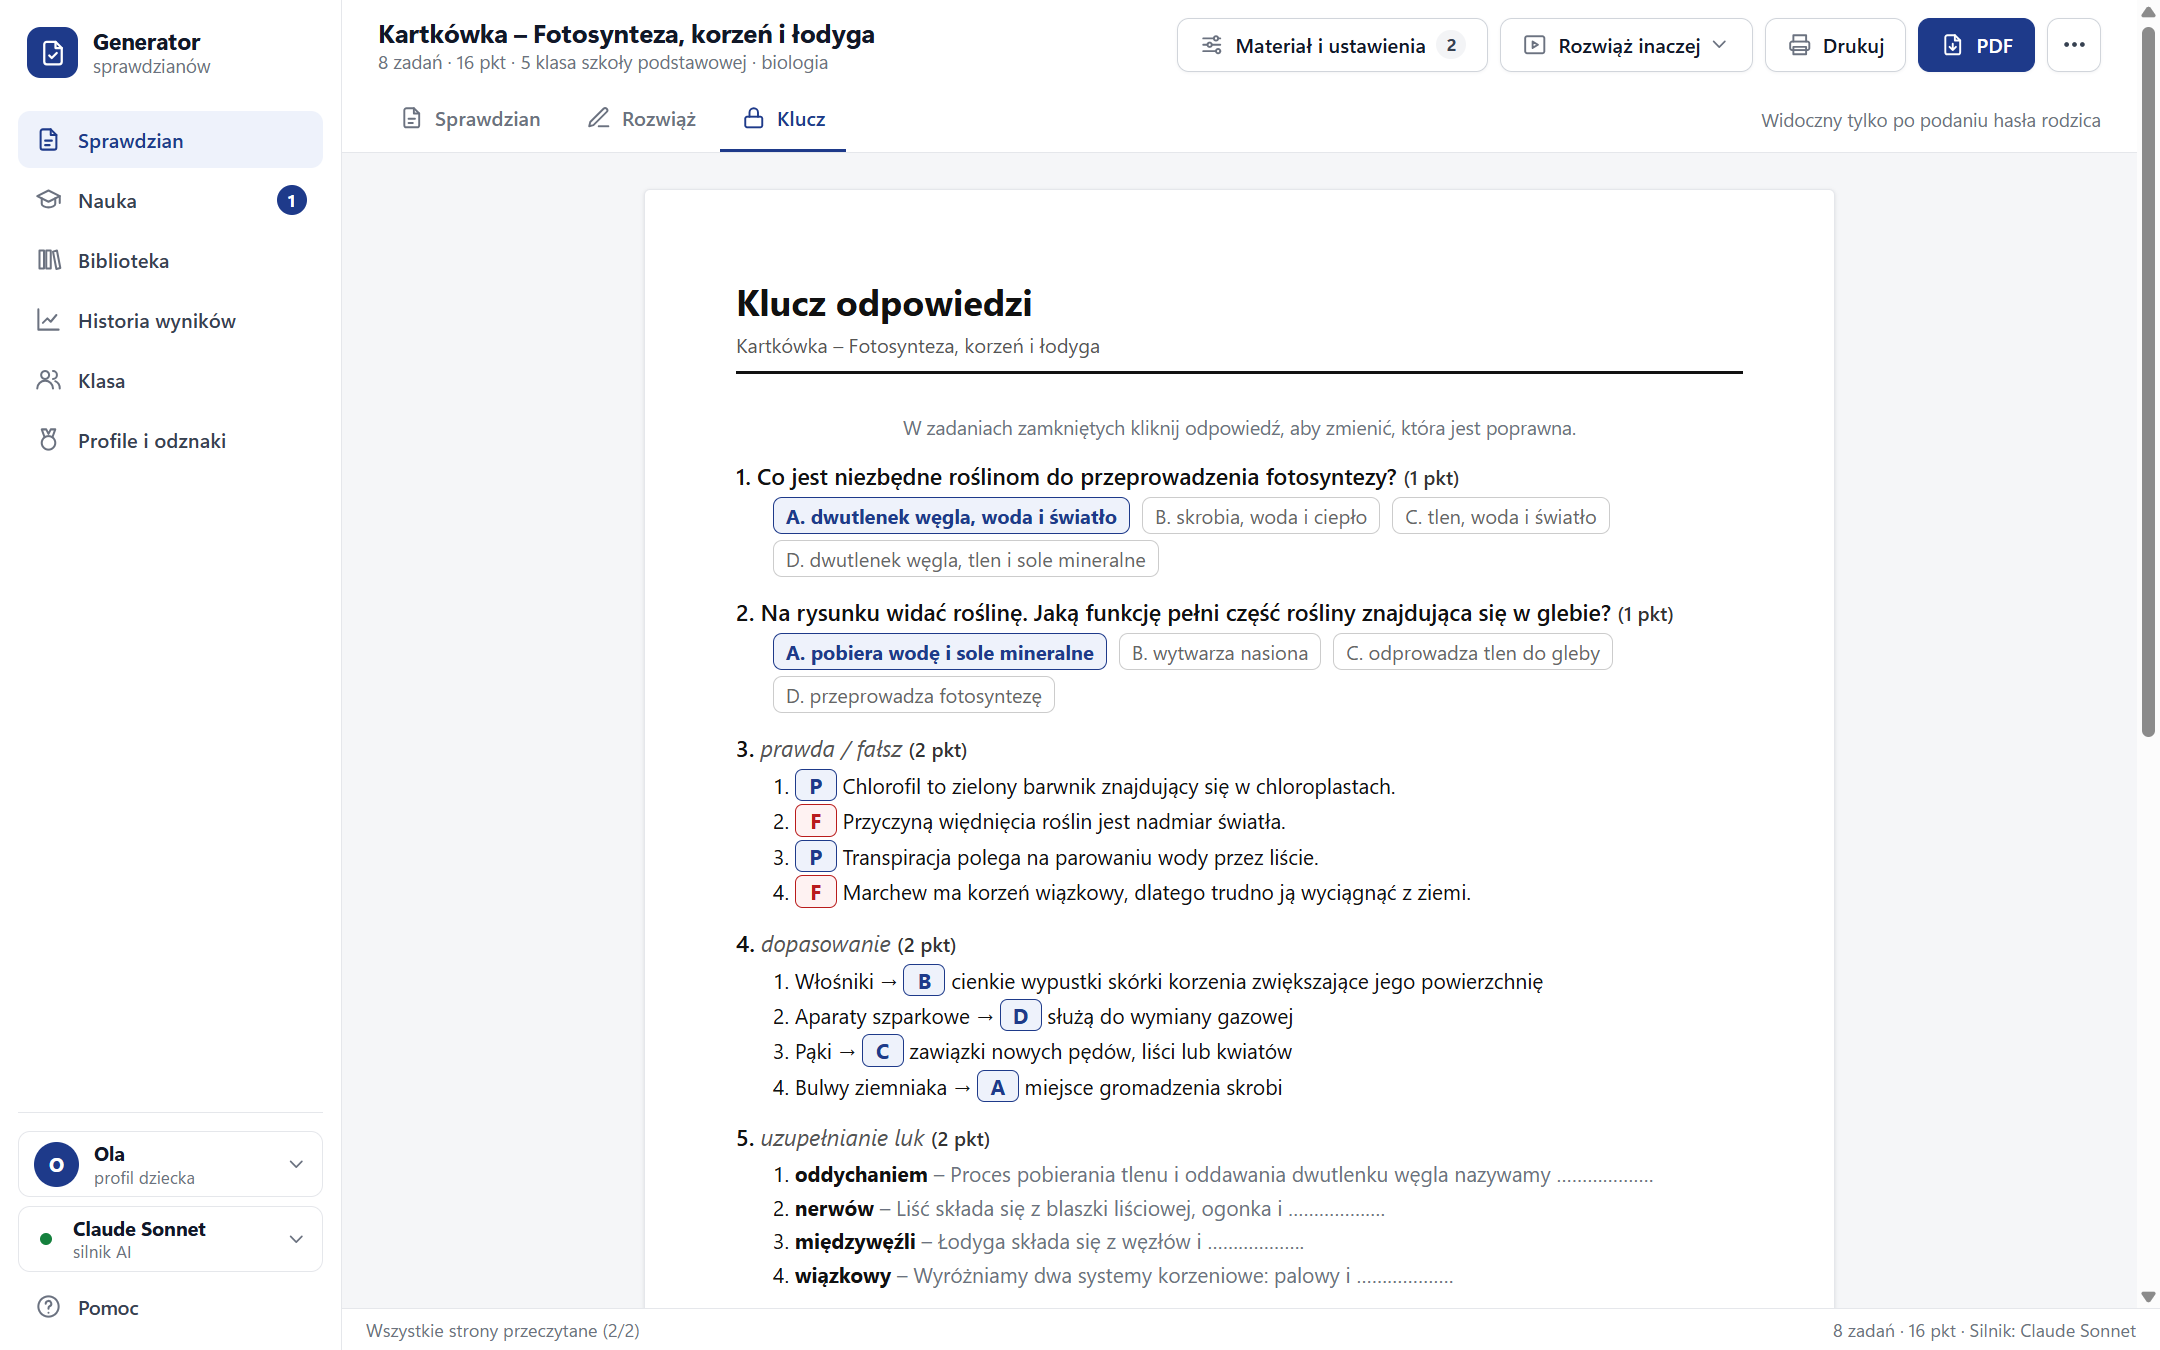 Generator
sprawdzianów
Sprawdzian
Nauka
1
Biblioteka
Historia wyników
Klasa
Profile i odznaki
O
Ola
profil dziecka
Claude Sonnet
silnik AI
Pomoc
Kartkówka – Fotosynteza, korzeń i łodyga
8 zadań · 16 pkt · 5 klasa szkoły podstawowej · biologia
Materiał i ustawienia 2
Rozwiąż inaczej
Drukuj
PDF
Sprawdzian
Rozwiąż
Klucz
Widoczny tylko po podaniu hasła rodzica
Klucz odpowiedzi
Kartkówka – Fotosynteza, korzeń i łodyga
W zadaniach zamkniętych kliknij odpowiedź, aby zmienić, która jest poprawna.
1. Co jest niezbędne roślinom do przeprowadzenia fotosyntezy? (1 pkt)
A. dwutlenek węgla, woda i światło B. skrobia, woda i ciepło C. tlen, woda i światło
D. dwutlenek węgla, tlen i sole mineralne
2. Na rysunku widać roślinę. Jaką funkcję pełni część rośliny znajdująca się w glebie? (1 pkt)
A. pobiera wodę i sole mineralne B. wytwarza nasiona C. odprowadza tlen do gleby
D. przeprowadza fotosyntezę
3. prawda / fałsz (2 pkt)
1. P Chlorofil to zielony barwnik znajdujący się w chloroplastach.
2. F Przyczyną więdnięcia roślin jest nadmiar światła.
3. P Transpiracja polega na parowaniu wody przez liście.
4. F Marchew ma korzeń wiązkowy, dlatego trudno ją wyciągnąć z ziemi.
4. dopasowanie (2 pkt)
1. Włośniki → B cienkie wypustki skórki korzenia zwiększające jego powierzchnię
2. Aparaty szparkowe → D służą do wymiany gazowej
3. Pąki → C zawiązki nowych pędów, liści lub kwiatów
4. Bulwy ziemniaka → A miejsce gromadzenia skrobi
5. uzupełnianie luk (2 pkt)
1. oddychaniem – Proces pobierania tlenu i oddawania dwutlenku węgla nazywamy ..................
2. nerwów – Liść składa się z blaszki liściowej, ogonka i ..................
3. międzywęźli – Łodyga składa się z węzłów i ..................
4. wiązkowy – Wyróżniamy dwa systemy korzeniowe: palowy i ..................
Wszystkie strony przeczytane (2/2)
8 zadań · 16 pkt · Silnik: Claude Sonnet